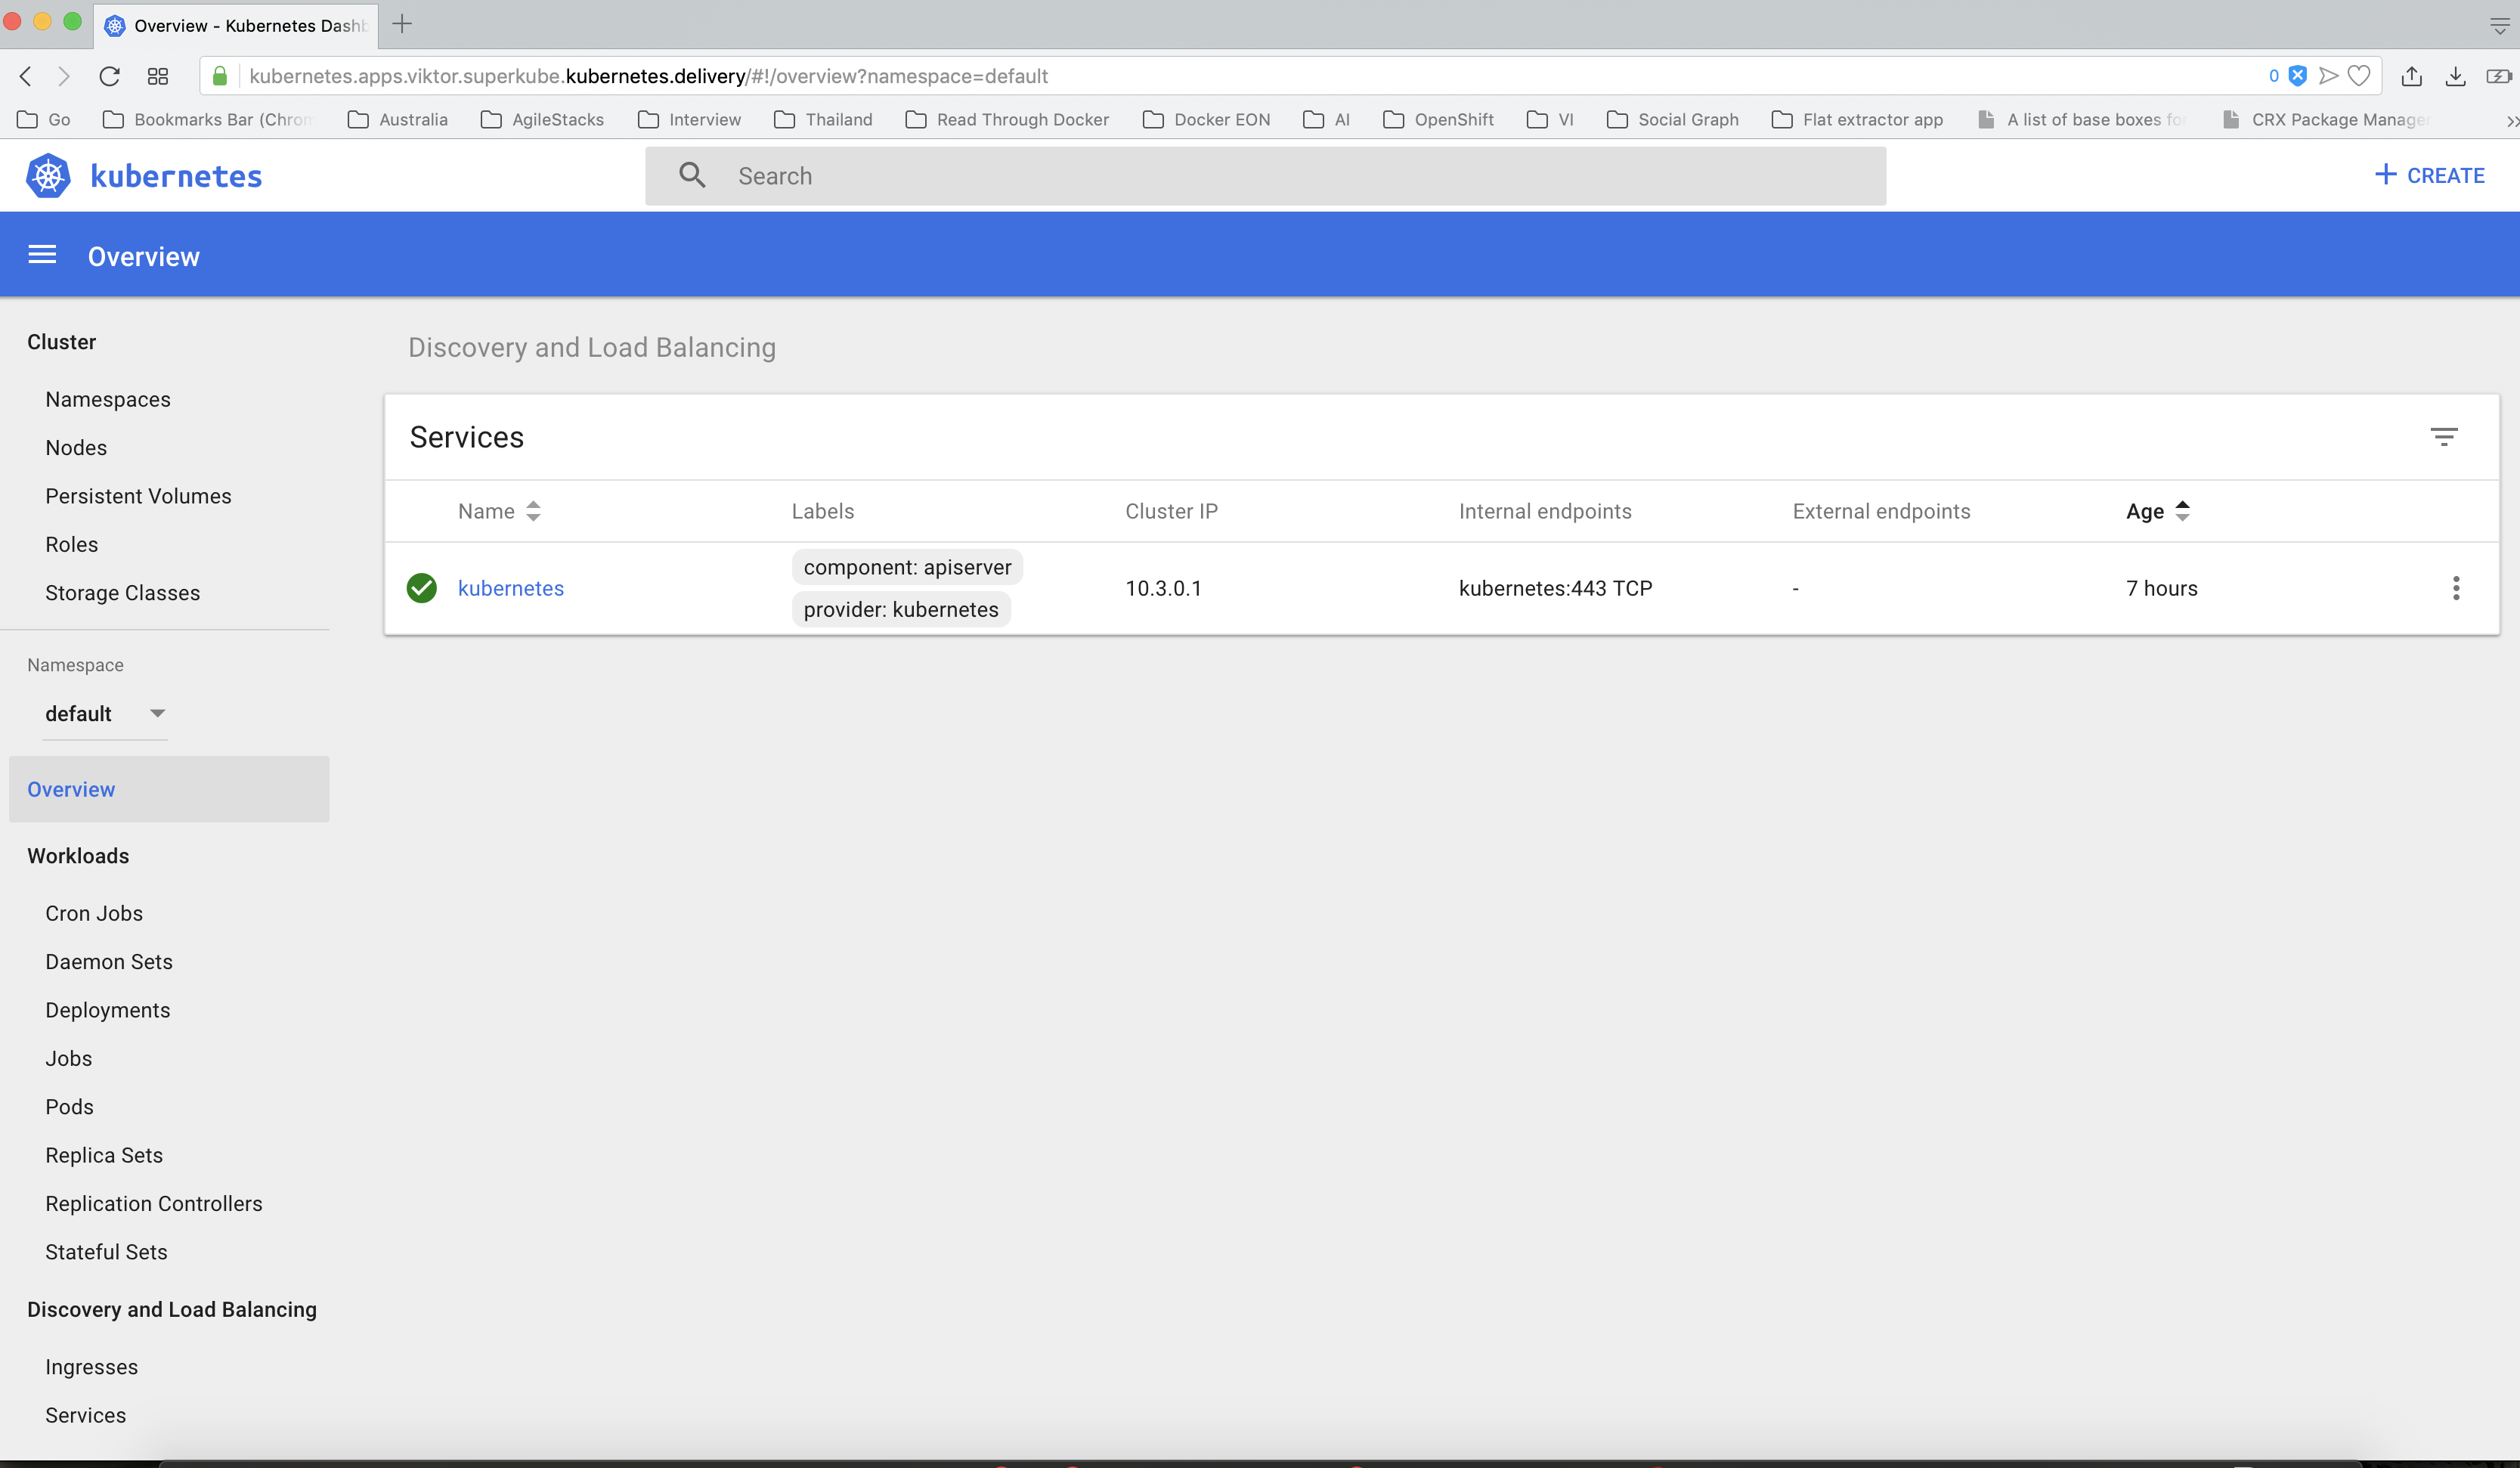 Overview - Kubernetes Dashb
kubernetes.apps.viktor.superkube.kubernetes.delivery/#!/overview?namespace=default
0
Go
Bookmarks Bar (Chrom
Australia
AgileStacks
Interview
Thailand
Read Through Docker
Docker EON
AI
OpenShift
VI
Social Graph
Flat extractor app
A list of base boxes for
CRX Package Manager
kubernetes
Search
CREATE
Overview
Cluster
Namespaces
Nodes
Persistent Volumes
Roles
Storage Classes
Namespace
default
Overview
Workloads
Cron Jobs
Daemon Sets
Deployments
Jobs
Pods
Replica Sets
Replication Controllers
Stateful Sets
Discovery and Load Balancing
Ingresses
Services
Discovery and Load Balancing
Services
Name Labels Cluster IP Internal endpoints External endpoints Age
kubernetes
component: apiserver
provider: kubernetes
10.3.0.1
kubernetes:443 TCP
-
7 hours